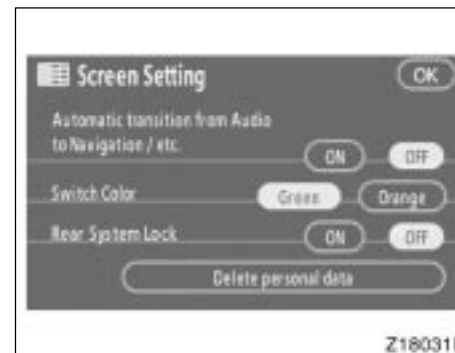 Screen Setting OK
Automatic transition from Audio
to Navigation / etc.
ON OFF
Switch Color Green Orange
Rear System Lock ON OFF
Delete personal data